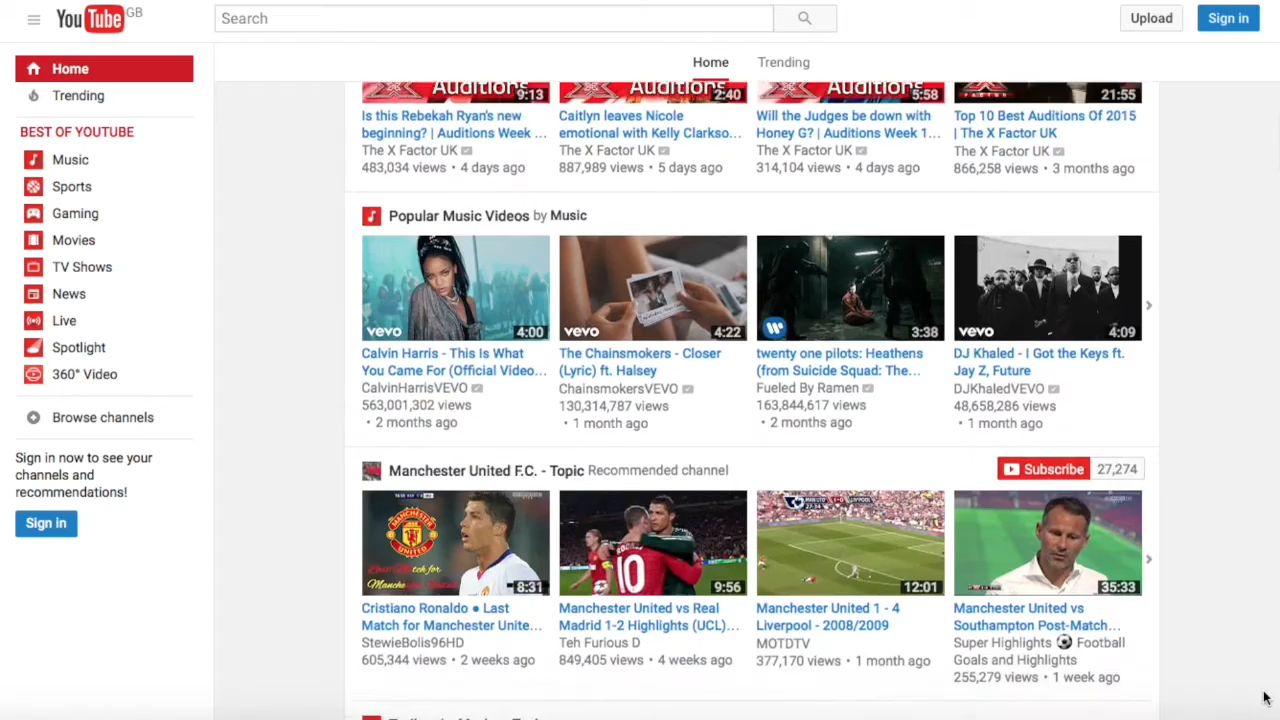 YouTube GB
Search
Upload
Sign in
Home
Trending
BEST OF YOUTUBE
Music
Sports
Gaming
Movies
TV Shows
News
Live
Spotlight
360° Video
Browse channels
Sign in now to see your
channels and
recommendations!
Sign in
Home Trending
Auditions
9:13
Is this Rebekah Ryan's new
beginning? | Auditions Week ...
The X Factor UK
483,034 views • 4 days ago
Auditions
2:40
Caitlyn leaves Nicole
emotional with Kelly Clarkso...
The X Factor UK
887,989 views • 5 days ago
Auditions
5:58
Will the Judges be down with
Honey G? | Auditions Week 1...
The X Factor UK
314,104 views • 4 days ago
FACTOR
21:55
Top 10 Best Auditions Of 2015
| The X Factor UK
The X Factor UK
866,258 views • 3 months ago
Popular Music Videos by Music
vevo 4:00
Calvin Harris - This Is What
You Came For (Official Video...
CalvinHarrisVEVO
563,001,302 views
• 2 months ago
vevo 4:22
The Chainsmokers - Closer
(Lyric) ft. Halsey
ChainsmokersVEVO
130,314,787 views
• 1 month ago
3:38
twenty one pilots: Heathens
(from Suicide Squad: The...
Fueled By Ramen
163,844,617 views
• 2 months ago
vevo 4:09
DJ Khaled - I Got the Keys ft.
Jay Z, Future
DJKhaledVEVO
48,658,286 views
• 1 month ago
Manchester United F.C. - Topic Recommended channel
Subscribe 27,274
MANCHESTER
UNITED
8:31
Cristiano Ronaldo ● Last
Match for Manchester Unite...
StewieBolis96HD
605,344 views • 2 weeks ago
ROONEY
10
9:56
Manchester United vs Real
Madrid 1-2 Highlights (UCL)...
Teh Furious D
849,405 views • 4 weeks ago
12:01
Manchester United 1 - 4
Liverpool - 2008/2009
MOTDTV
377,170 views • 1 month ago
35:33
Manchester United vs
Southampton Post-Match...
Super Highlights ⚽ Football
Goals and Highlights
255,279 views • 1 week ago